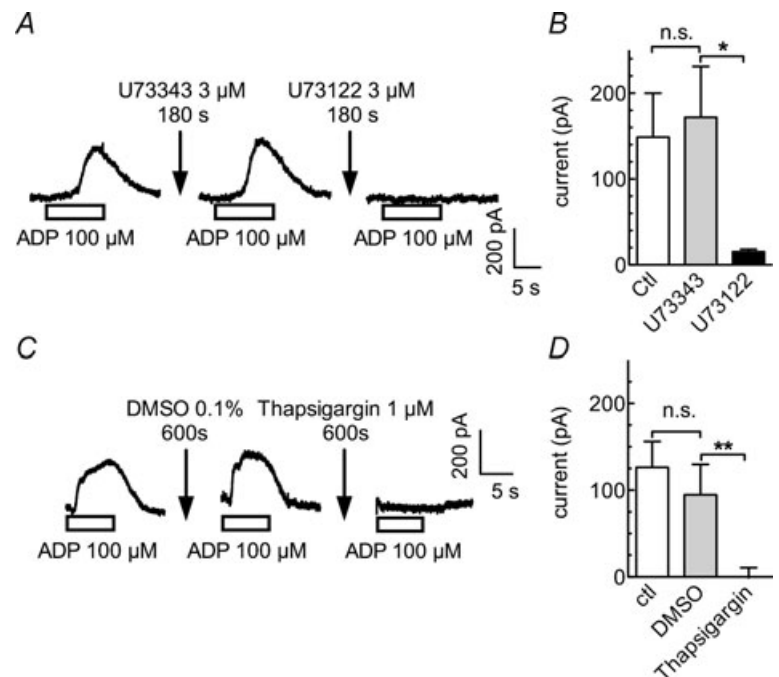 A
U73343 3 µM
180 s
U73122 3 µM
180 s
ADP 100 µM
ADP 100 µM
ADP 100 µM
200 pA
5 s
B
n.s.
*
current (pA)
200
100
0
Ctl
U73343
U73122
C
DMSO 0.1%
600s
Thapsigargin 1 µM
600s
ADP 100 µM
ADP 100 µM
ADP 100 µM
200 pA
5 s
D
n.s.
**
current (pA)
200
100
0
ctl
DMSO
Thapsigargin